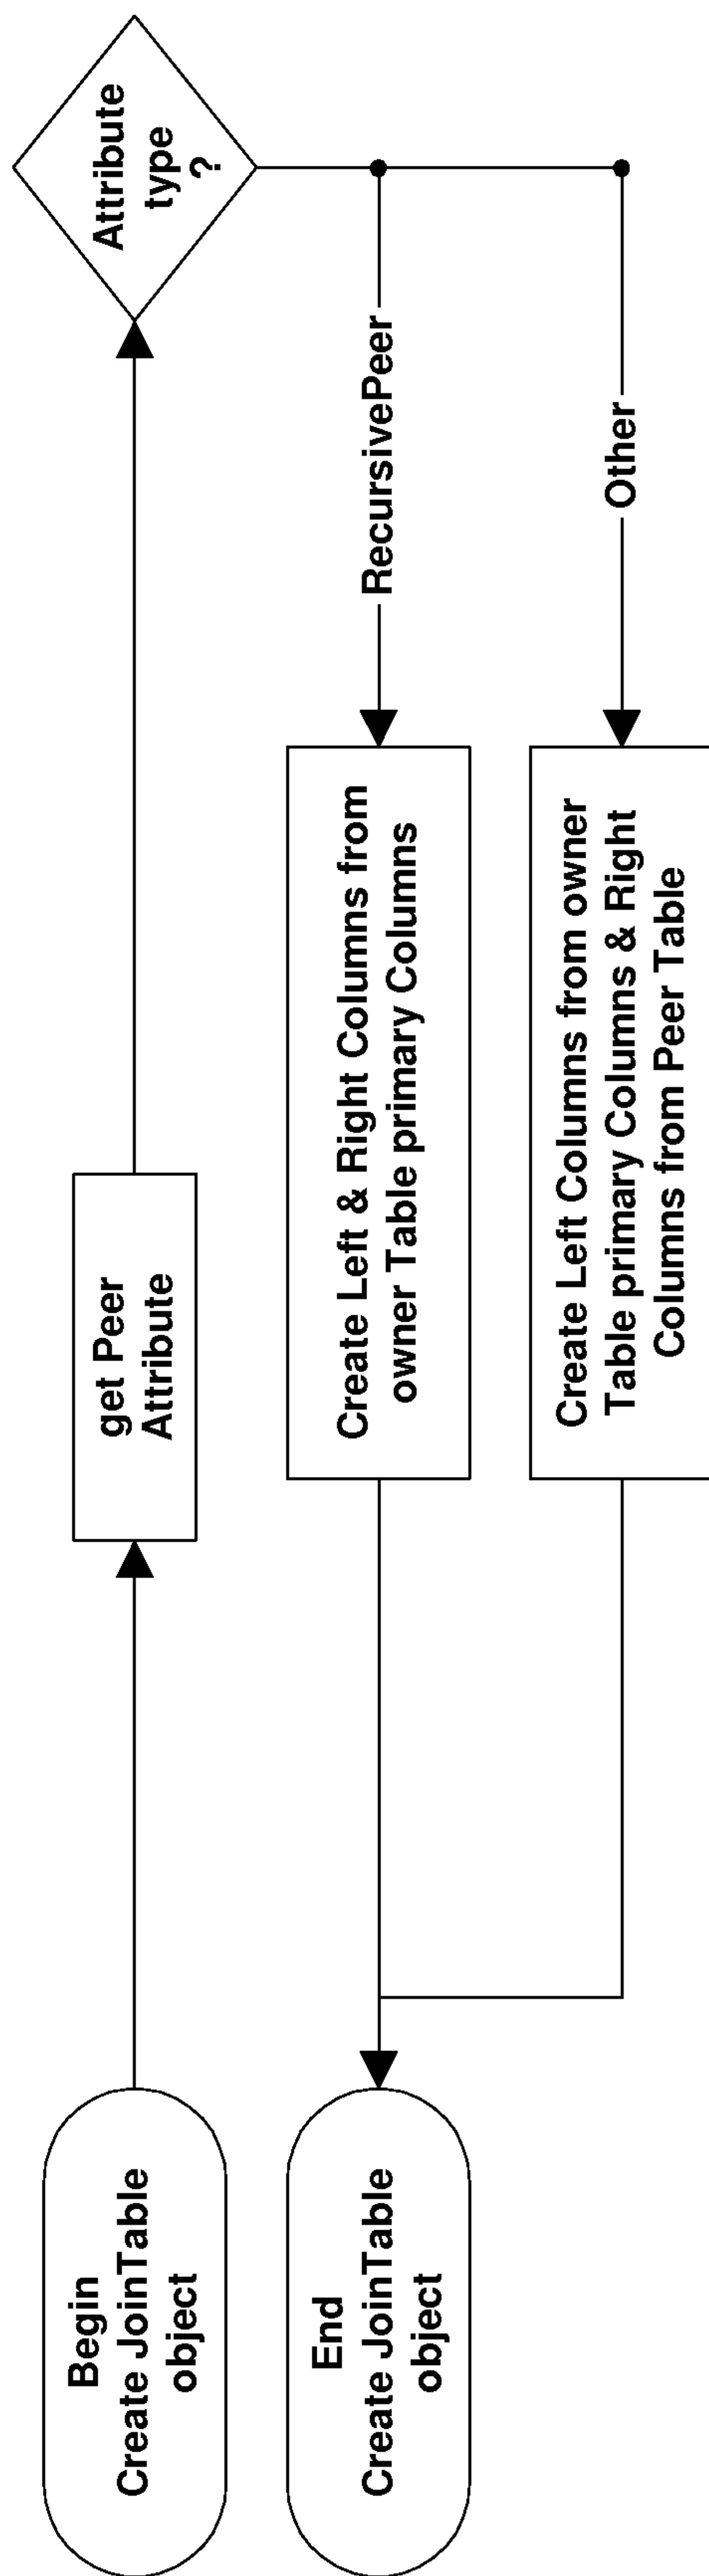 Begin
Create JoinTable
object
get Peer
Attribute
Attribute
type
?
RecursivePeer
Create Left & Right Columns from
owner Table primary Columns
End
Create JoinTable
object
Other
Create Left Columns from owner
Table primary Columns & Right
Columns from Peer Table